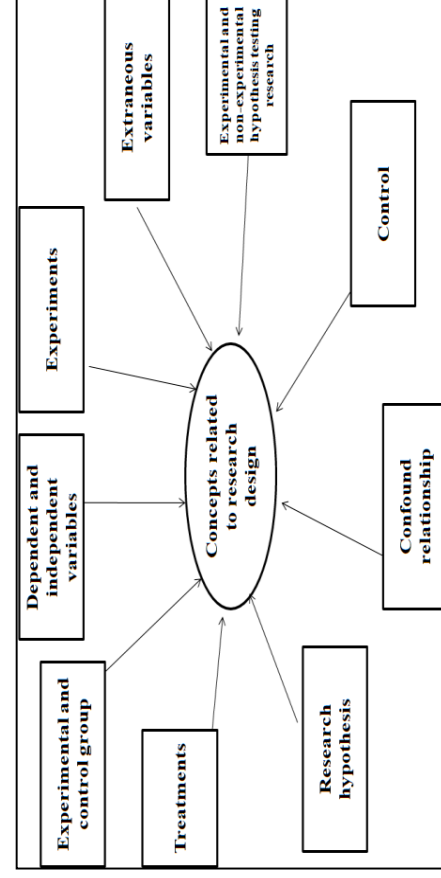 Dependent and
independent
variables
Experiments
Extraneous
variables
Experimental and
non-experimental
hypothesis testing
research
Control
Confound
relationship
Research
hypothesis
Treatments
Experimental and
control group
Concepts related
to research
design